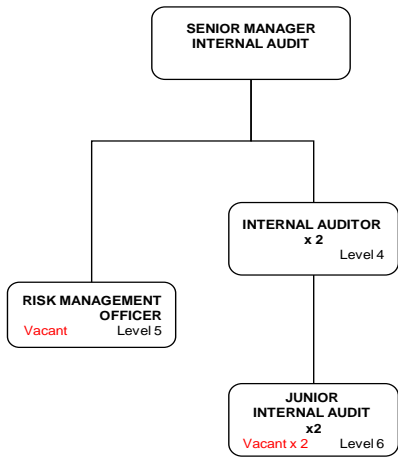 SENIOR MANAGER
INTERNAL AUDIT
INTERNAL AUDITOR
x 2
Level 4
RISK MANAGEMENT
OFFICER
Vacant Level 5
JUNIOR
INTERNAL AUDIT
x2
Vacant x 2 Level 6